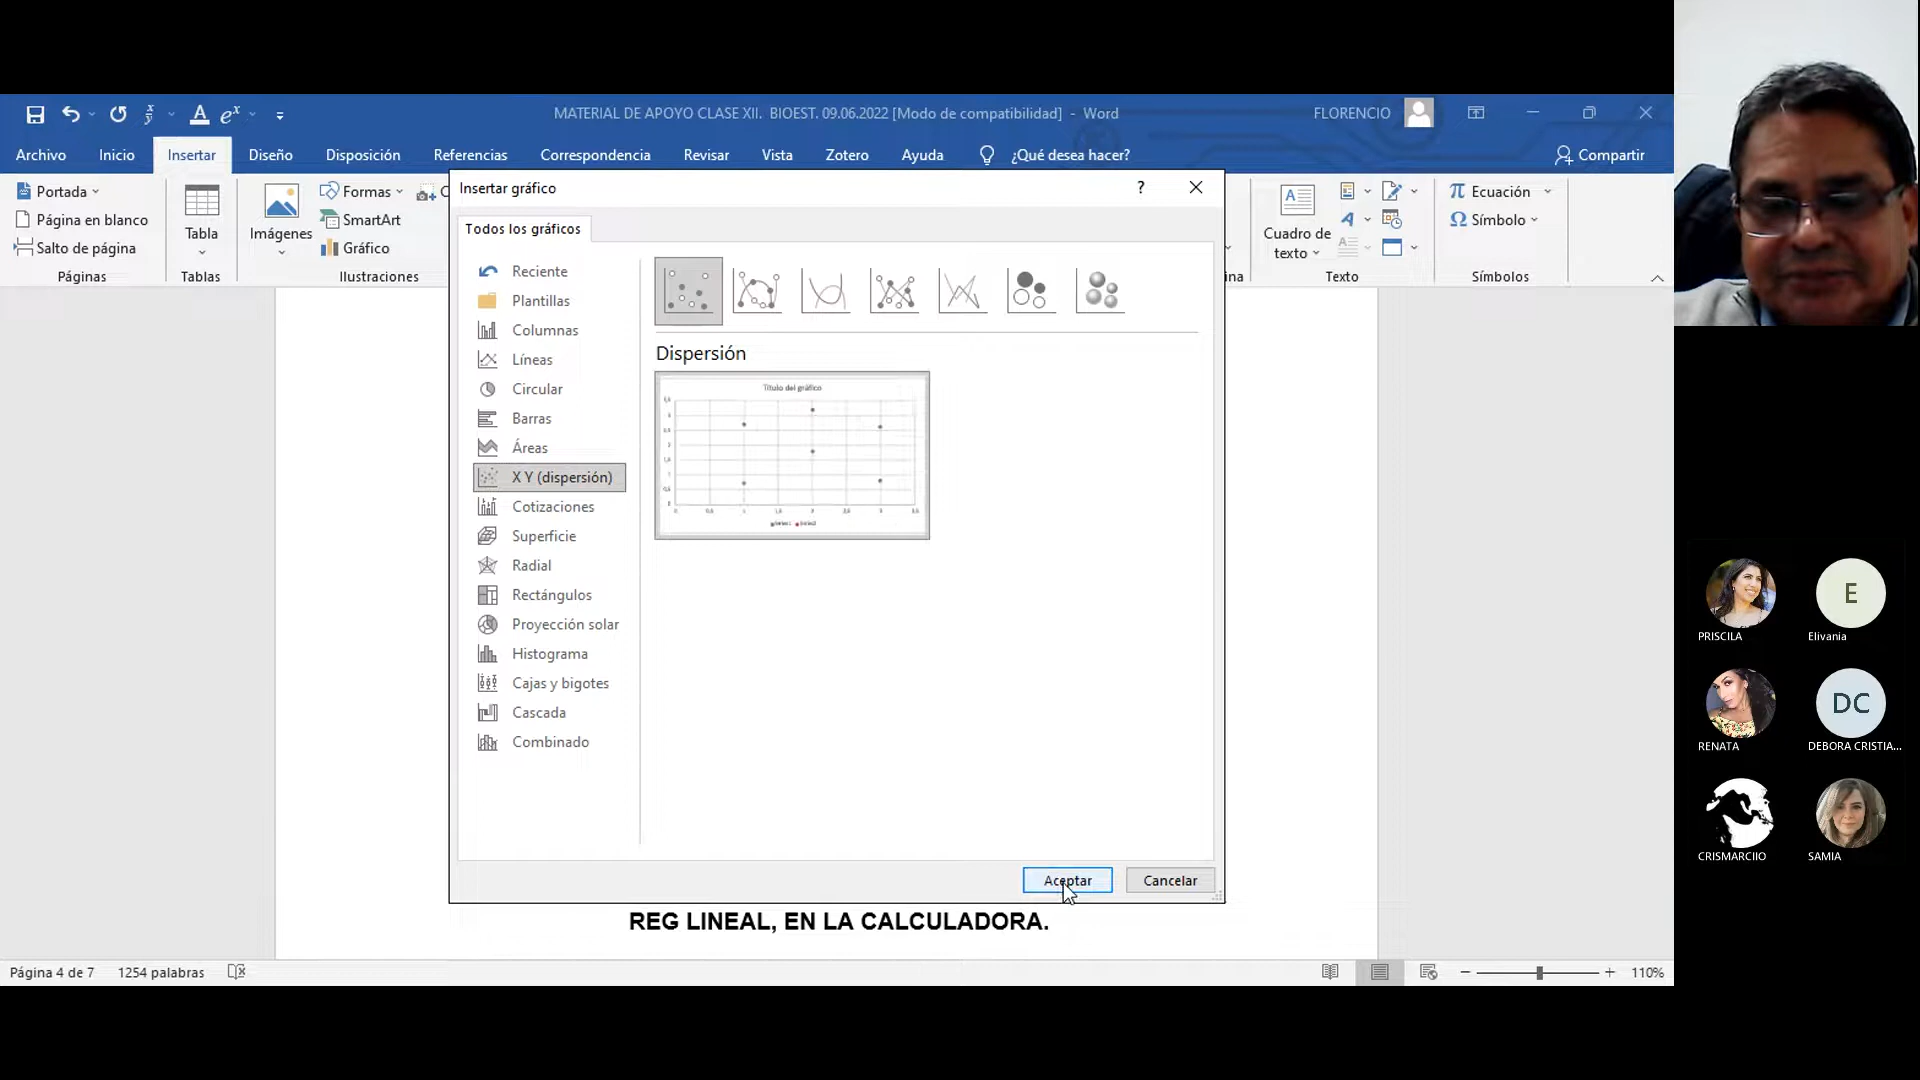 MATERIAL DE APOYO CLASE XII. BIOEST. 09.06.2022 [Modo de compatibilidad] - Word
FLORENCIO
Archivo Inicio Insertar Diseño Disposición Referencias Correspondencia Revisar Vista Zotero Ayuda ¿Qué desea hacer? Compartir
Portada
Página en blanco
Salto de página
Páginas
Tabla
Tablas
Imágenes
Formas
SmartArt
Gráfico
Ilustraciones
Cuadro de
texto
Texto
Ecuación
Símbolo
Símbolos
Insertar gráfico
Todos los gráficos
Reciente
Plantillas
Columnas
Líneas
Circular
Barras
Áreas
X Y (dispersión)
Cotizaciones
Superficie
Radial
Rectángulos
Proyección solar
Histograma
Cajas y bigotes
Cascada
Combinado
Dispersión
Título del gráfico
Aceptar Cancelar
REG LINEAL, EN LA CALCULADORA.
Página 4 de 7 1254 palabras
110%
E
PRISCILA Elivania
DC
RENATA DEBORA CRISTIA...
CRISMARCIIO SAMIA